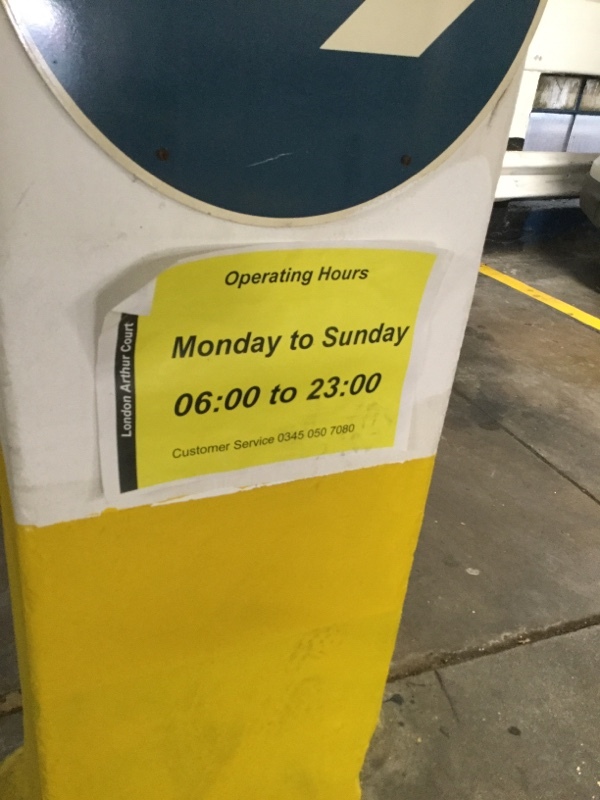 Operating Hours
London Arthur Court
Monday to Sunday
06:00 to 23:00
Customer Service 0345 050 7080